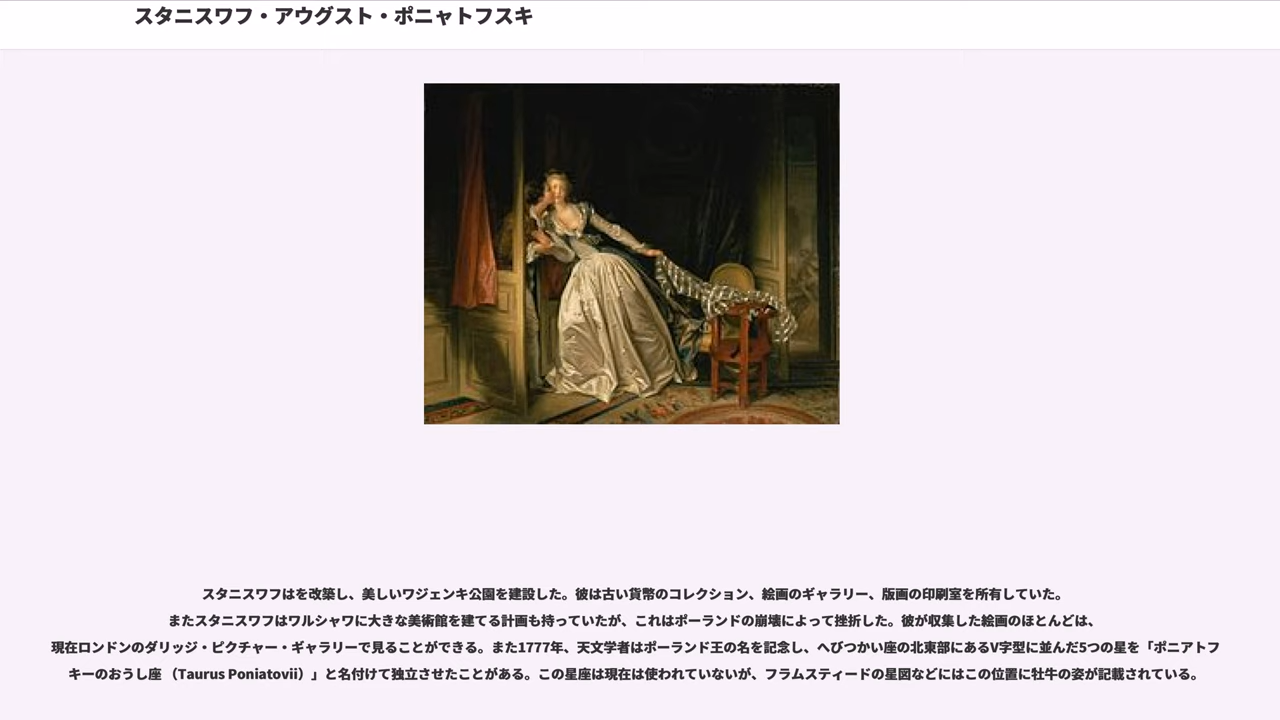 スタニスワフ・アウグスト・ポニャトフスキ
スタニスワフはを改築し、美しいワジェンキ公園を建設した。彼は古い貨幣のコレクション、絵画のギャラリー、版画の印刷室を所有していた。
またスタニスワフはワルシャワに大きな美術館を建てる計画も持っていたが、これはポーランドの崩壊によって挫折した。彼が収集した絵画のほとんどは、
現在ロンドンのダリッジ・ピクチャー・ギャラリーで見ることができる。また1777年、天文学者はポーランド王の名を記念し、へびつかい座の北東部にあるV字型に並んだ5つの星を「ポニアトフ
キーのおうし座 （Taurus Poniatovii）」と名付けて独立させたことがある。この星座は現在は使われていないが、フラムスティードの星図などにはこの位置に牡牛の姿が記載されている。